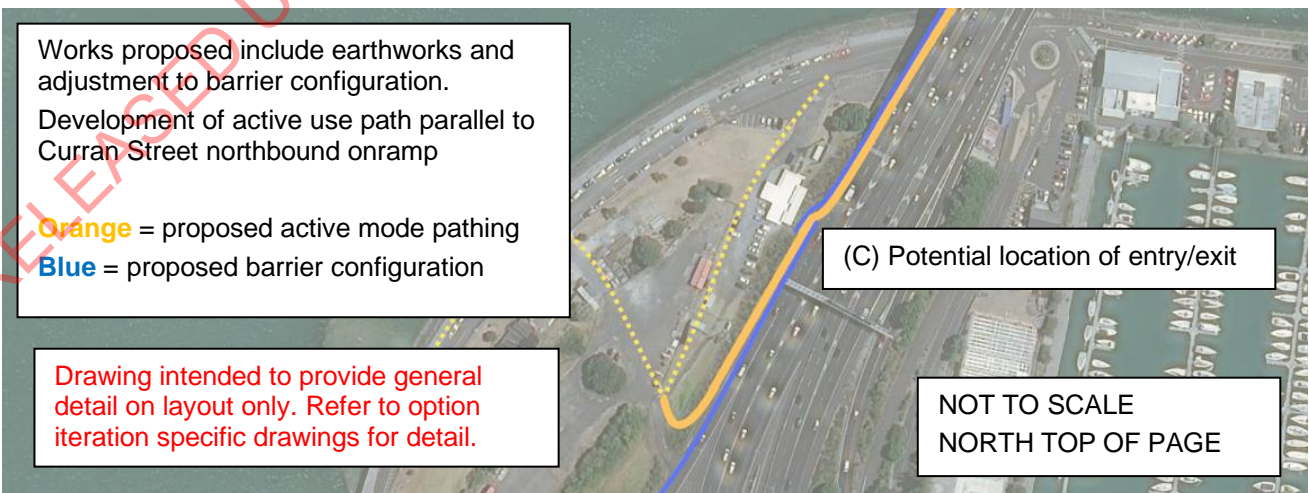 RELEASED U
Works proposed include earthworks and
adjustment to barrier configuration.
Development of active use path parallel to
Curran Street northbound onramp
Orange = proposed active mode pathing
Blue = proposed barrier configuration
(C) Potential location of entry/exit
Drawing intended to provide general
detail on layout only. Refer to option
iteration specific drawings for detail.
NOT TO SCALE
NORTH TOP OF PAGE